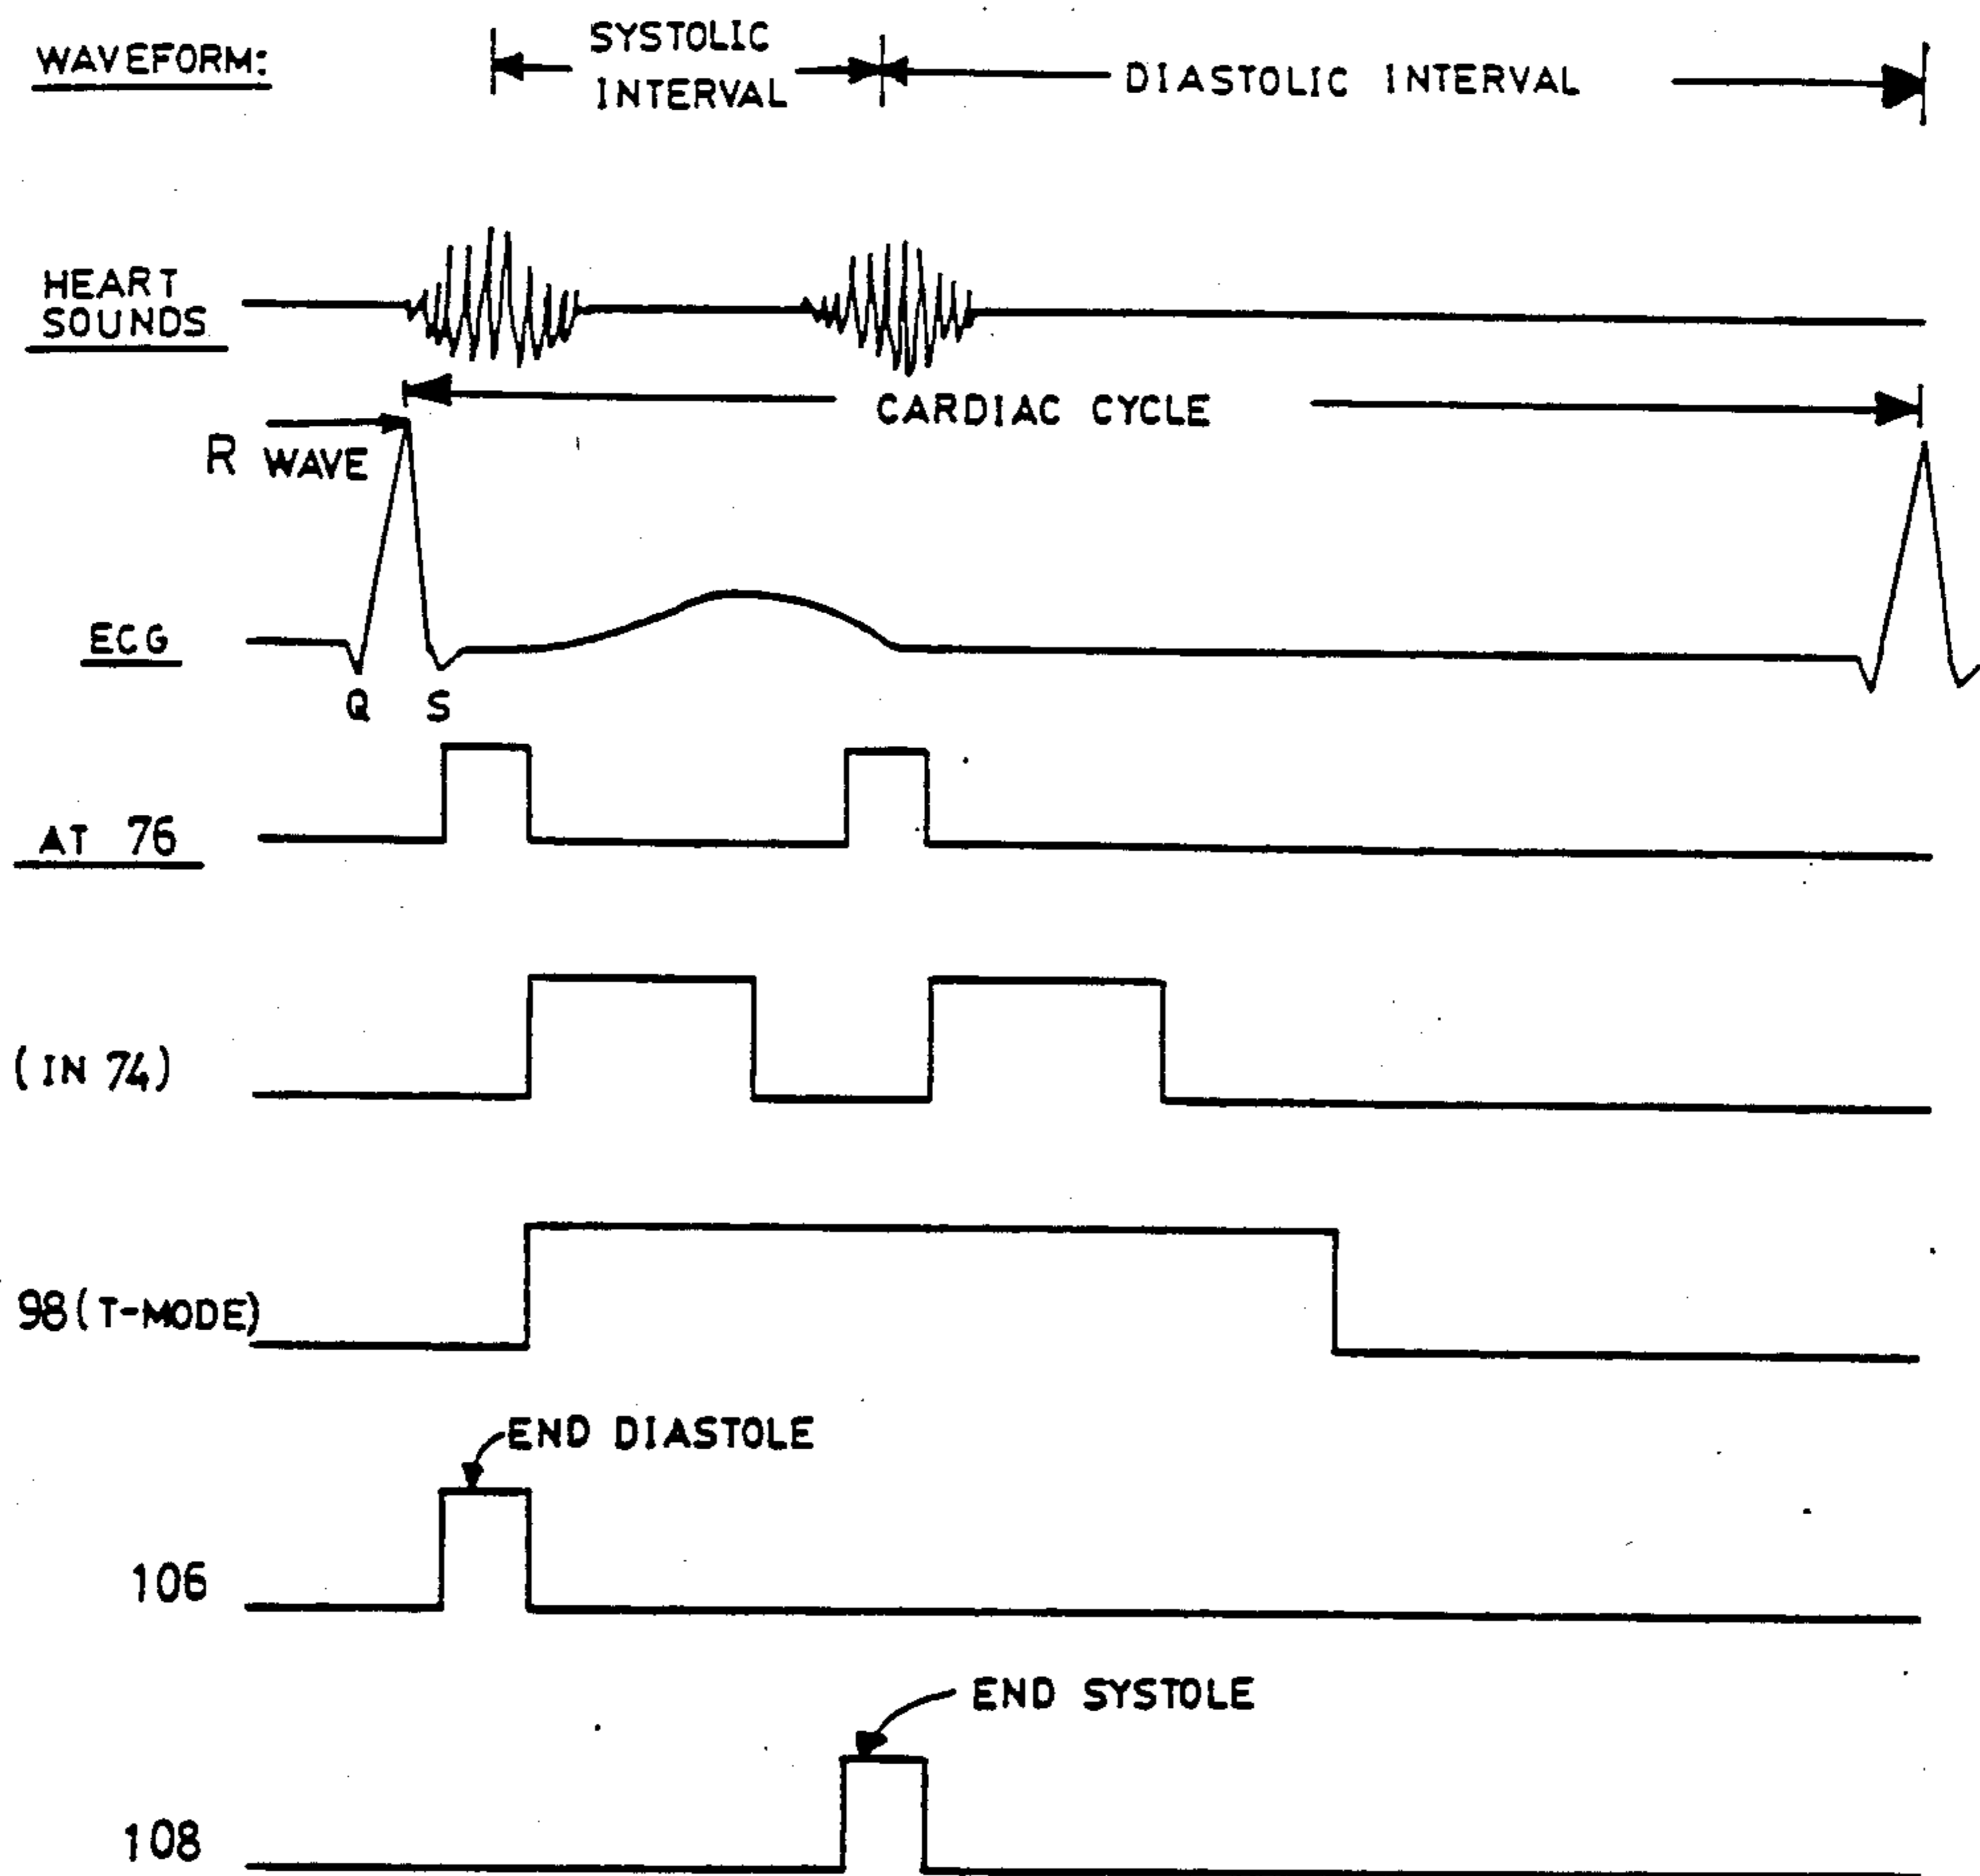 WAVEFORM:
SYSTOLIC
INTERVAL
DIASTOLIC INTERVAL
HEART
SOUNDS
CARDIAC CYCLE
R WAVE
ECG
Q S
AT 76
(IN 74)
98(T-MODE)
END DIASTOLE
106
END SYSTOLE
108